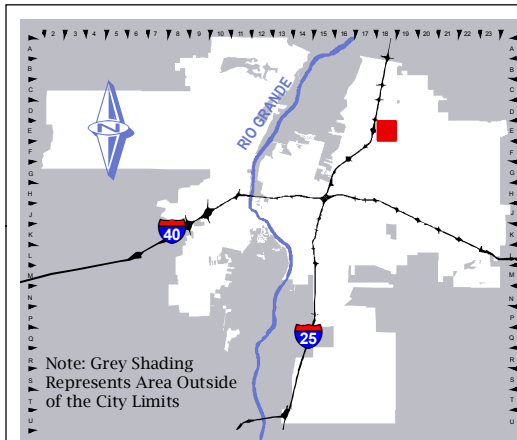 2 3 4 5 6 7 8 9 10 11 12 13 14 15 16 17 18 19 20 21 22 23
A A
B B
C C
D D
E E
F F
G G
H H
J J
K K
L L
M M
N N
P P
Q Q
R R
S S
T T
U U
N
RIO GRANDE
40
25
Note: Grey Shading
Represents Area Outside
of the City Limits